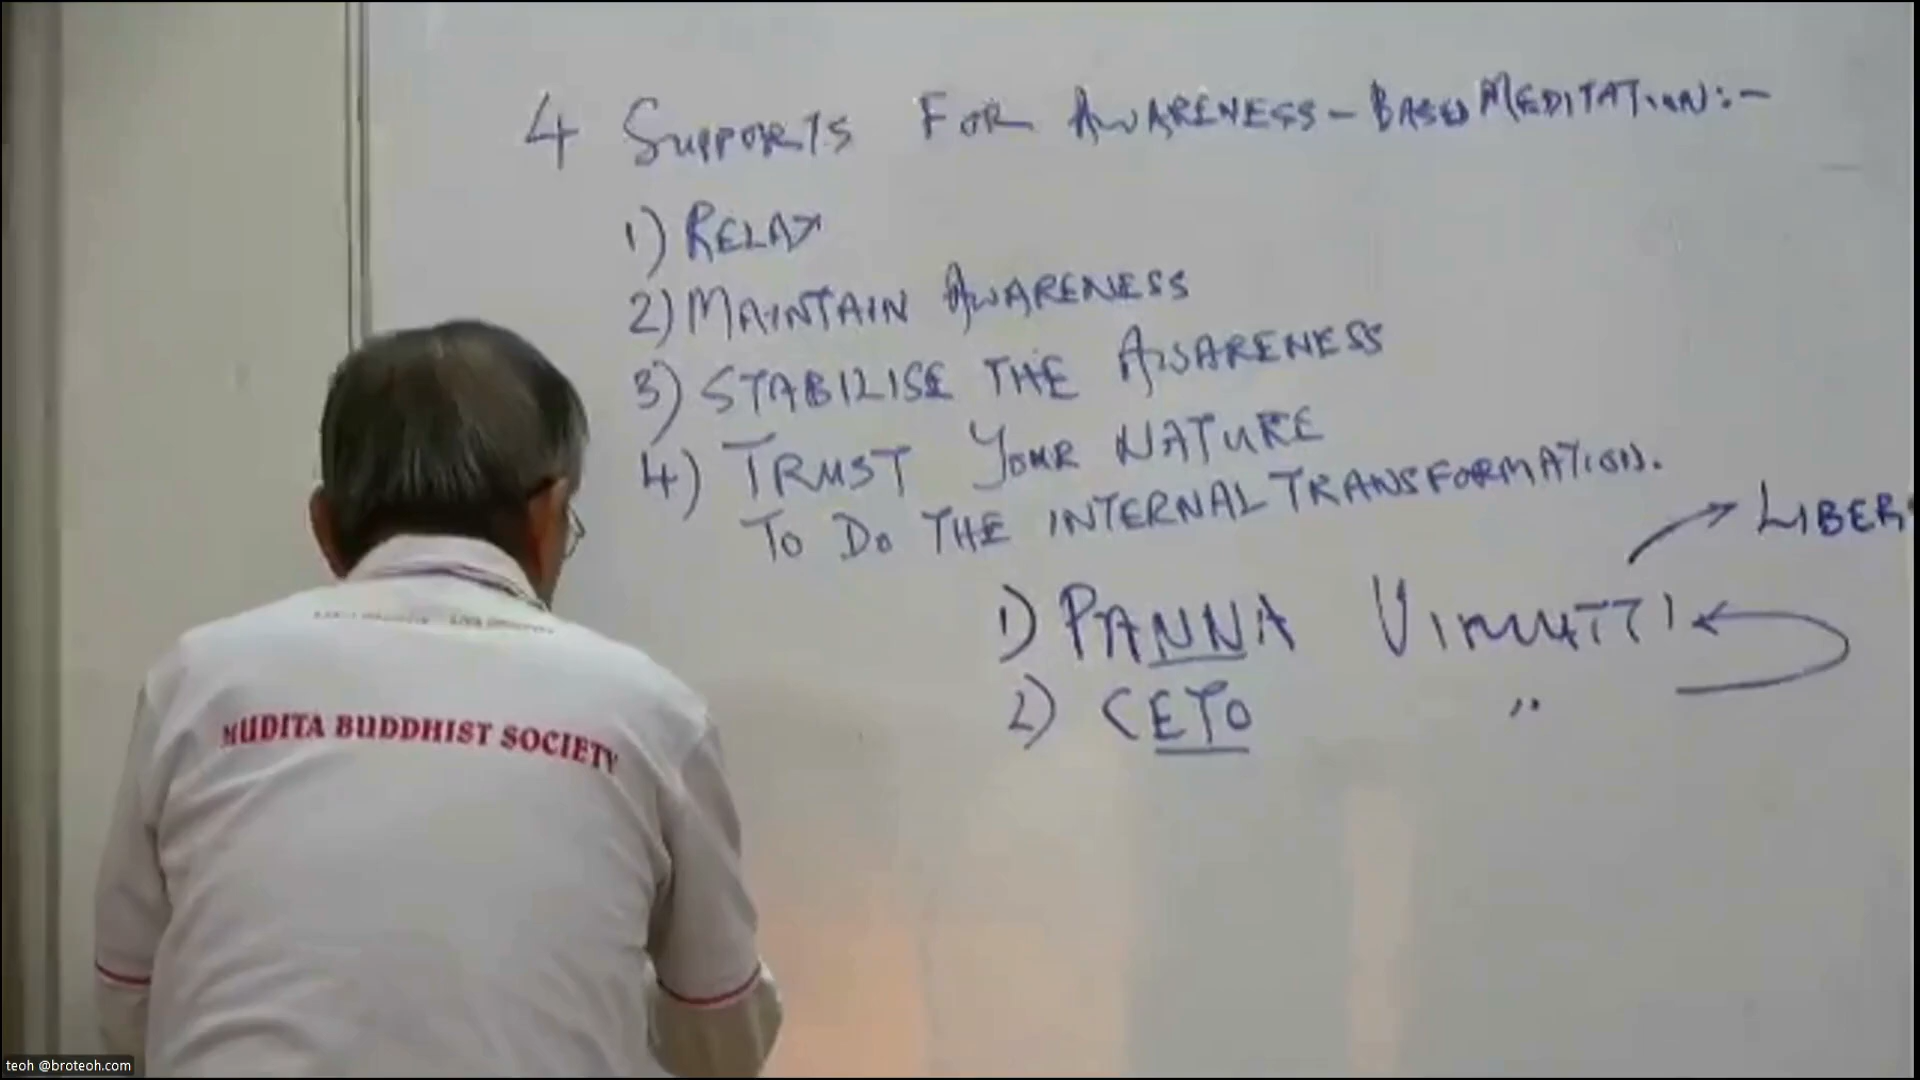 4 SUPPORTS FOR AWARENESS-BASED MEDITATION:-
1) RELAX
2) MAINTAIN AWARENESS
3) STABILISE THE AWARENESS
4) TRUST YOUR NATURE
TO DO THE INTERNAL TRANSFORMATION.
LIBER
1) PANNA VIMUTTI
2) CETO "
MUDITA BUDDHIST SOCIETY
teoh @broteoh.com